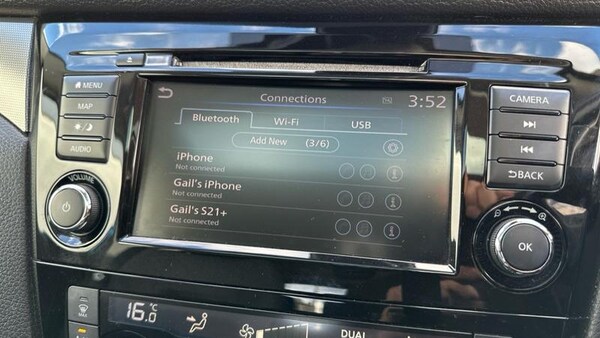 MENU
MAP
AUDIO
VOLUME
Connections
3:52
Bluetooth
Wi-Fi
USB
Add New (3/6)
iPhone
Not connected
Gail's iPhone
Not connected
Gail's S21+
Not connected
CAMERA
BACK
OK
MAX
16.0 °C
DUAL